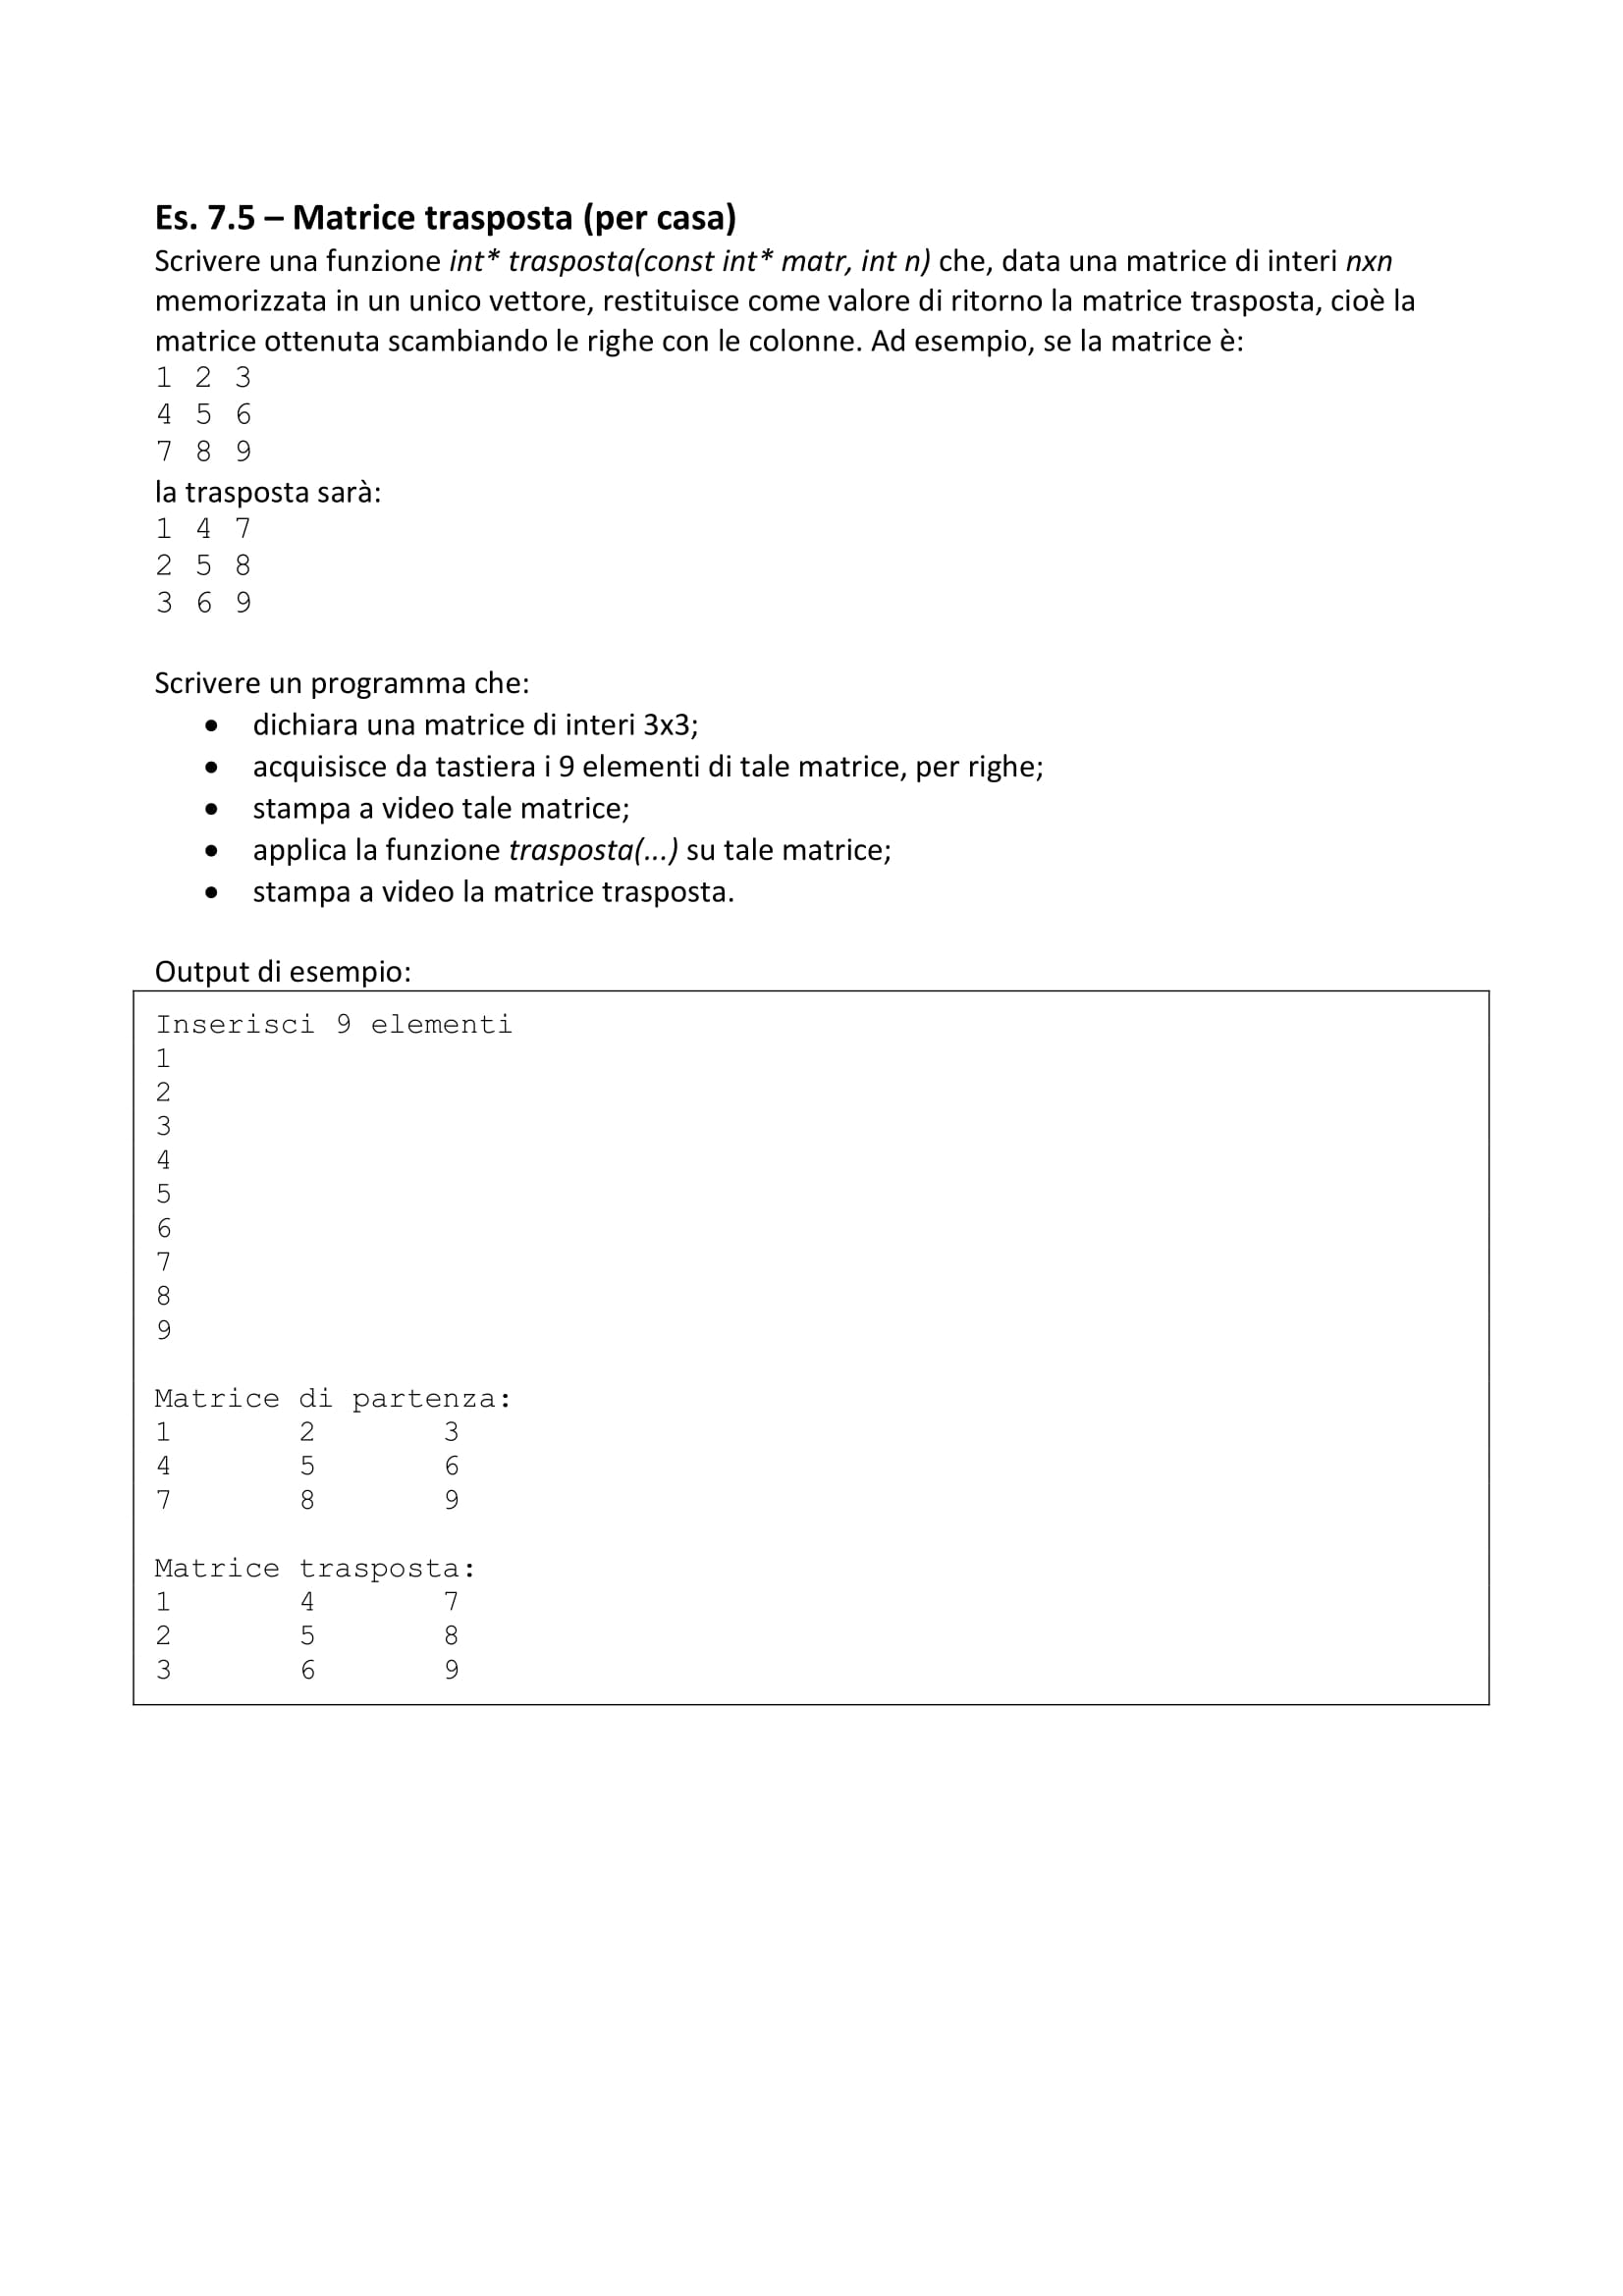 Es. 7.5 – Matrice trasposta (per casa)
Scrivere una funzione int* trasposta(const int* matr, int n) che, data una matrice di interi nxn
memorizzata in un unico vettore, restituisce come valore di ritorno la matrice trasposta, cioè la
matrice ottenuta scambiando le righe con le colonne. Ad esempio, se la matrice è:
1 2 3
4 5 6
7 8 9
la trasposta sarà:
1 4 7
2 5 8
3 6 9
Scrivere un programma che:
• dichiara una matrice di interi 3x3;
• acquisisce da tastiera i 9 elementi di tale matrice, per righe;
• stampa a video tale matrice;
• applica la funzione trasposta(...) su tale matrice;
• stampa a video la matrice trasposta.
Output di esempio:
Inserisci 9 elementi
1
2
3
4
5
6
7
8
9
Matrice di partenza:
1 2 3
4 5 6
7 8 9
Matrice trasposta:
1 4 7
2 5 8
3 6 9